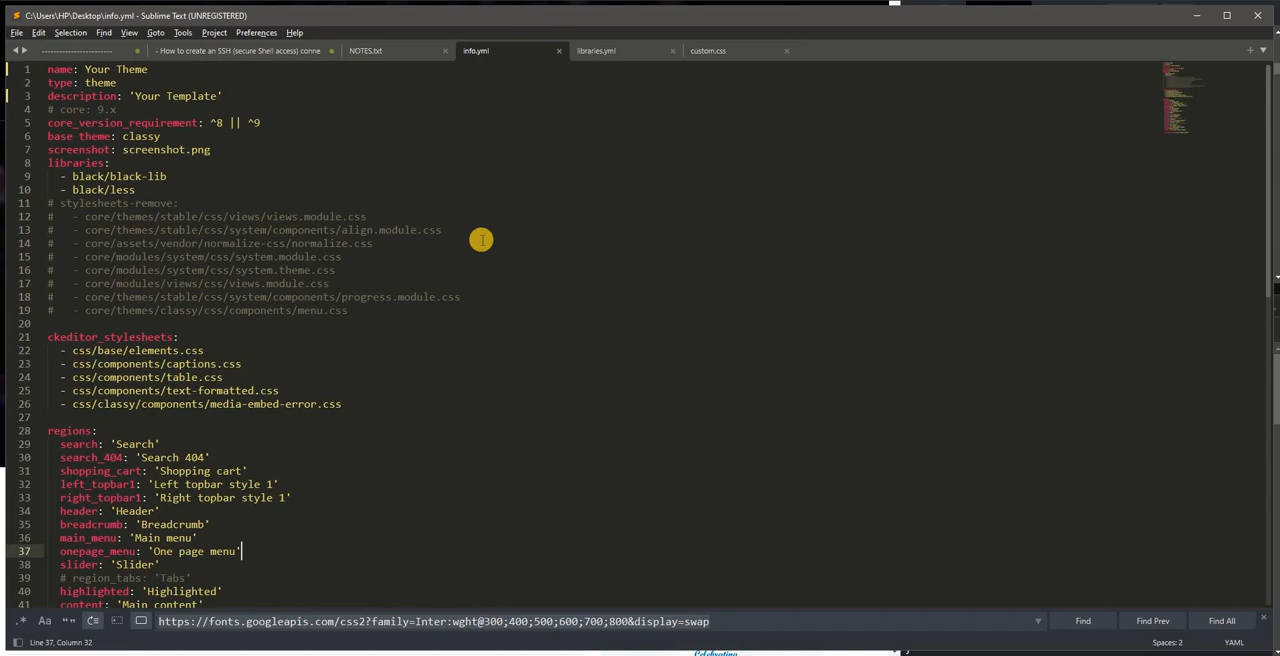 C:\Users\HP\Desktop\info.yml - Sublime Text (UNREGISTERED)
File Edit Selection Find View Goto Tools Project Preferences Help
------------------------ - How to create an SSH (secure Shell access) conne NOTES.txt info.yml libraries.yml custom.css
1 name: Your Theme
2 type: theme
3 description: 'Your Template'
4 # core: 9.x
5 core_version_requirement: ^8 || ^9
6 base theme: classy
7 screenshot: screenshot.png
8 libraries:
9 - black/black-lib
10 - black/less
11 # stylesheets-remove:
12 # - core/themes/stable/css/views/views.module.css
13 # - core/themes/stable/css/system/components/align.module.css
14 # - core/assets/vendor/normalize-css/normalize.css
15 # - core/modules/system/css/system.module.css
16 # - core/modules/system/css/system.theme.css
17 # - core/modules/views/css/views.module.css
18 # - core/themes/stable/css/system/components/progress.module.css
19 # - core/themes/classy/css/components/menu.css
20
21 ckeditor_stylesheets:
22 - css/base/elements.css
23 - css/components/captions.css
24 - css/components/table.css
25 - css/components/text-formatted.css
26 - css/classy/components/media-embed-error.css
27
28 regions:
29 search: 'Search'
30 search_404: 'Search 404'
31 shopping_cart: 'Shopping cart'
32 left_topbar1: 'Left topbar style 1'
33 right_topbar1: 'Right topbar style 1'
34 header: 'Header'
35 breadcrumb: 'Breadcrumb'
36 main_menu: 'Main menu'
37 onepage_menu: 'One page menu'
38 slider: 'Slider'
39 # region_tabs: 'Tabs'
40 highlighted: 'Highlighted'
41 content: 'Main content'
.* Aa “” https://fonts.googleapis.com/css2?family=Inter:wght@300;400;500;600;700;800&display=swap Find Find Prev Find All
Line 37, Column 32 Spaces: 2 YAML
Celebrating